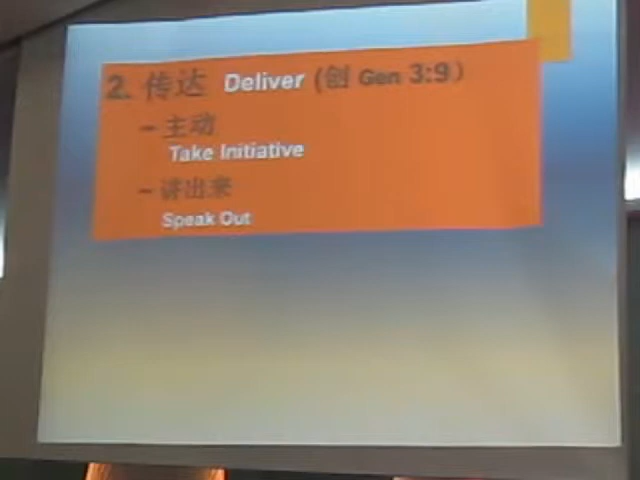 2. 传达 Deliver (创 Gen 3:9)
– 主动
Take Initiative
– 讲出来
Speak Out